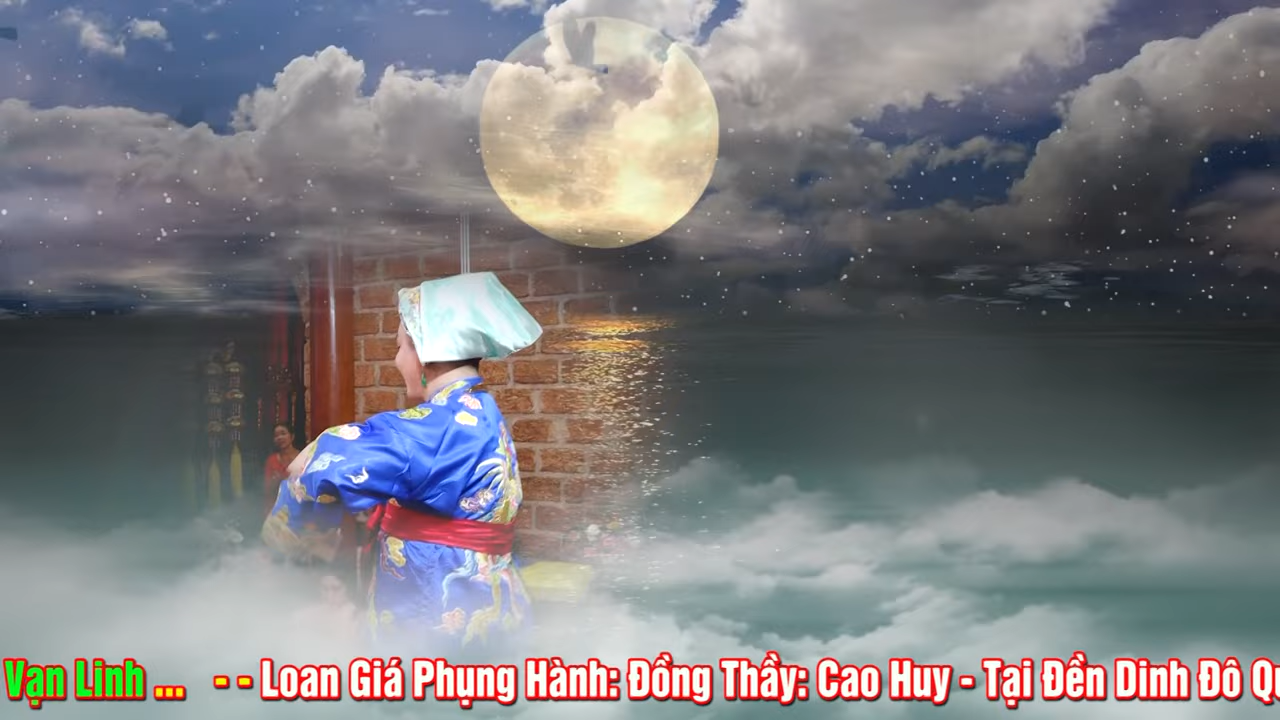 Vạn Linh ... - - Loan Giá Phụng Hành: Đồng Thầy: Cao Huy - Tại Đền Dinh Đô